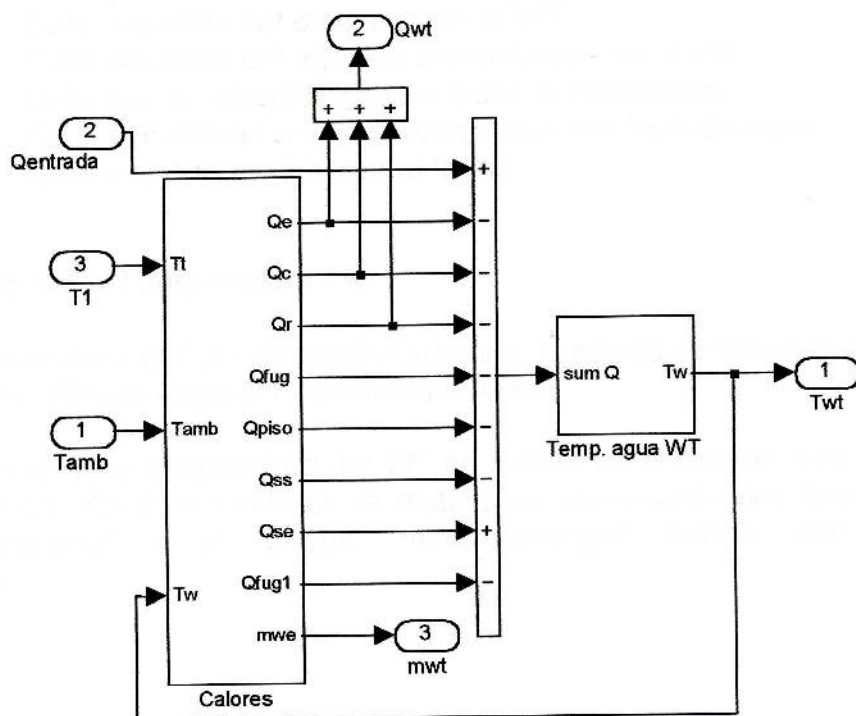 2
Qwt
+ + +
2
Qentrada
+
Qe
−
3
T1
Tt
Qc
−
Qr
−
Qfug
−
sum Q
Tw
1
Twt
Temp. agua WT
1
Tamb
Tamb
Qpiso
−
Qss
−
Qse
+
Tw
Qfug1
−
mwe
3
mwt
Calores